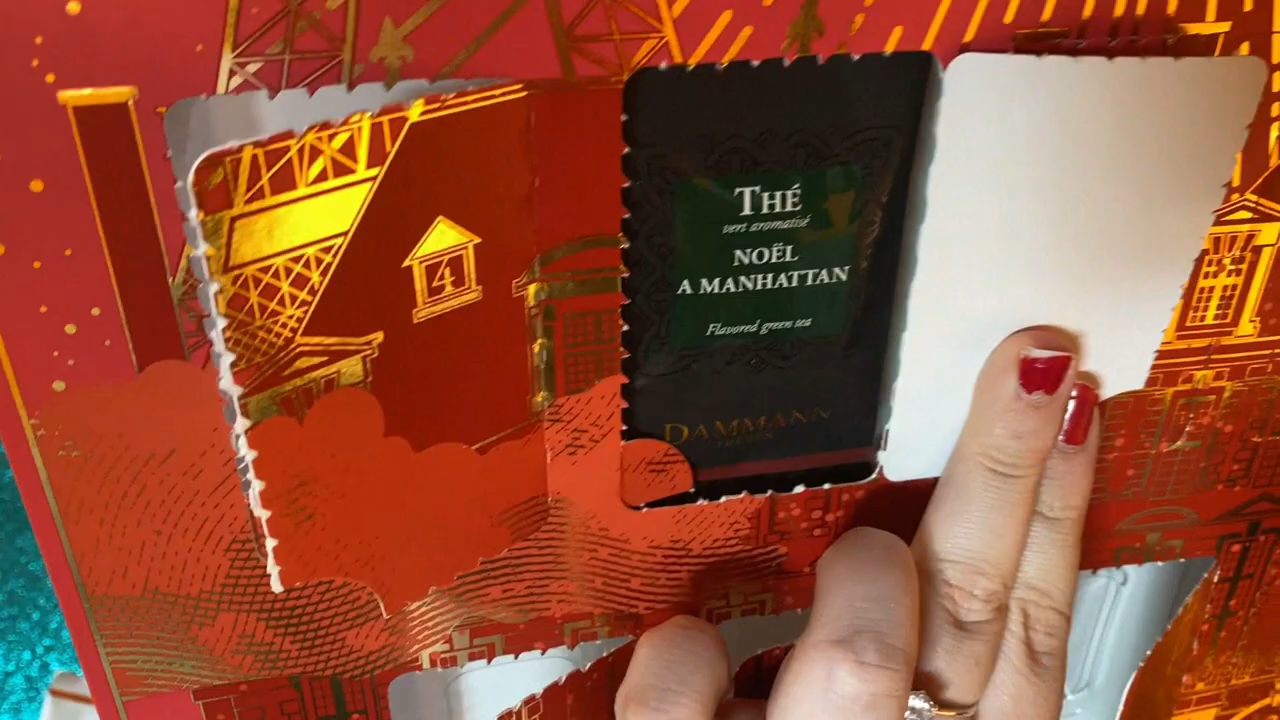 4
THÉ
vert aromatisé
NOËL
A MANHATTAN
Flavored green tea
DAMMANN